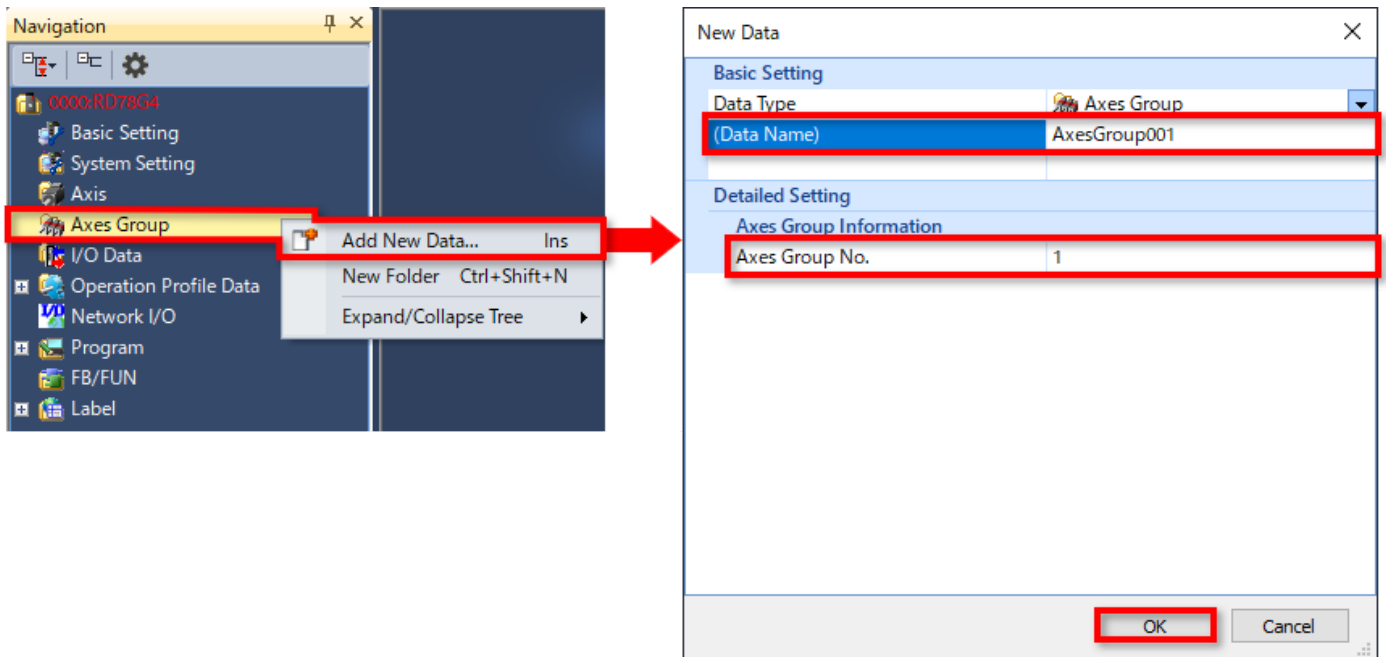 Navigation
0000:RD78G4
Basic Setting
System Setting
Axis
Axes Group
I/O Data
Operation Profile Data
Network I/O
Program
FB/FUN
Label
Add New Data... Ins
New Folder Ctrl+Shift+N
Expand/Collapse Tree
New Data
Basic Setting
Data Type Axes Group
(Data Name) AxesGroup001
Detailed Setting
Axes Group Information
Axes Group No. 1
OK Cancel